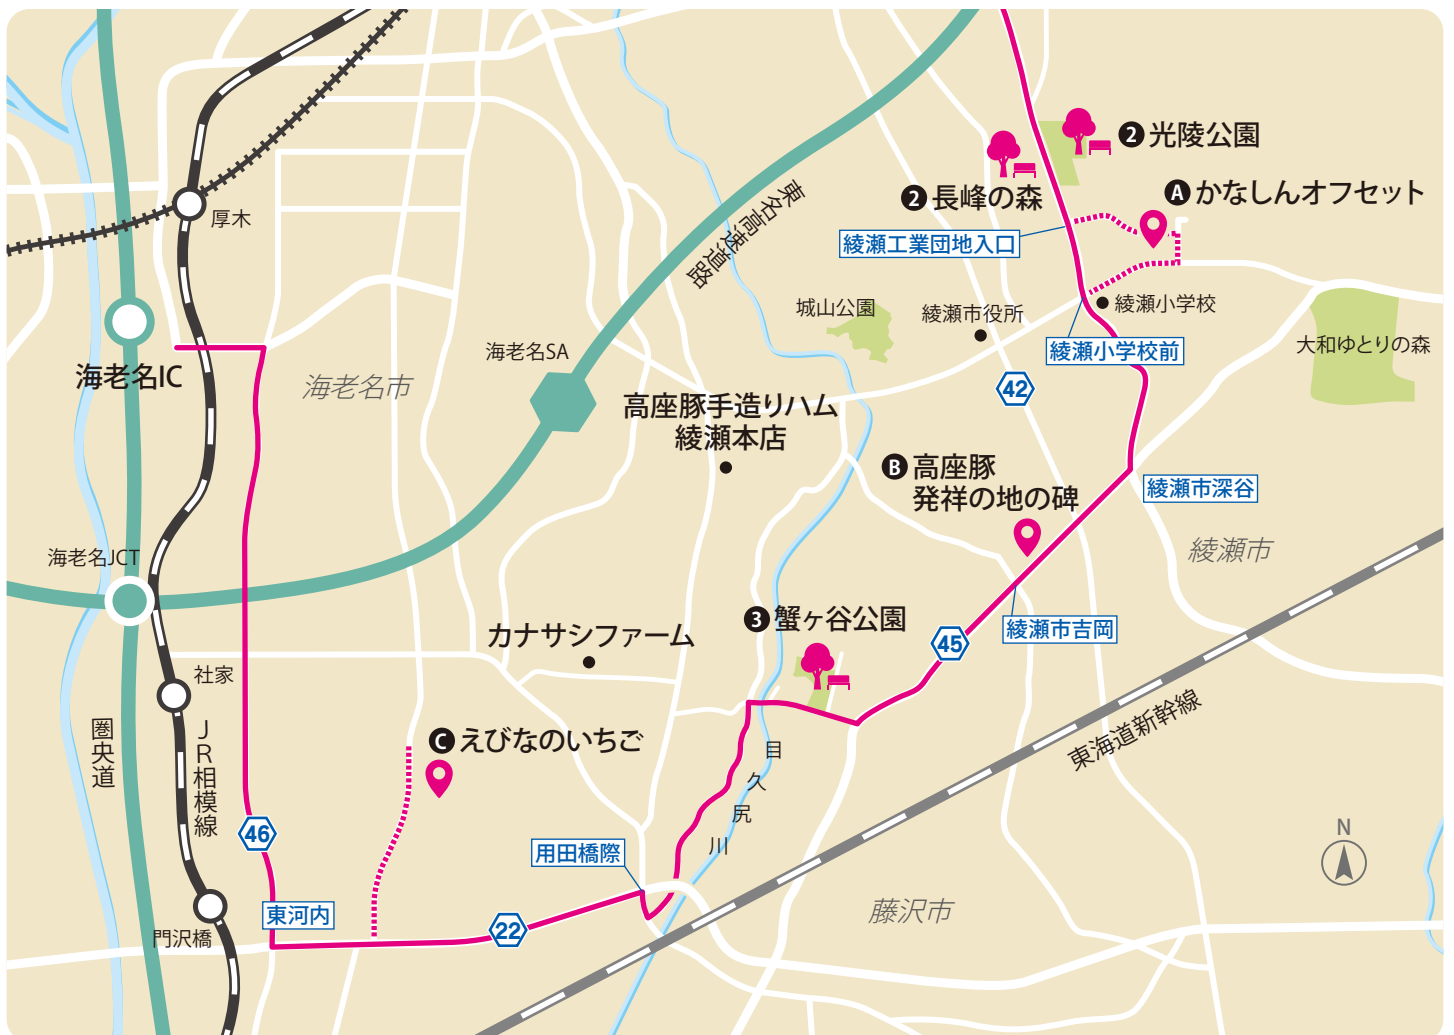 ❷光陵公園
❷長峰の森
Ⓐかなしんオフセット
厚木
綾瀬工業団地入口
東名高速道路
城山公園
綾瀬市役所
綾瀬小学校
海老名SA
綾瀬小学校前
大和ゆとりの森
海老名IC
海老名市
42
高座豚手造りハム
綾瀬本店
Ⓑ高座豚
発祥の地の碑
綾瀬市深谷
海老名JCT
綾瀬市
❸蟹ヶ谷公園
綾瀬市吉岡
カナサシファーム
45
社家
圏央道
JR相模線
Ⓒえびなのいちご
東海道新幹線
目久尻川
46
用田橋際
N
東河内
22
藤沢市
門沢橋